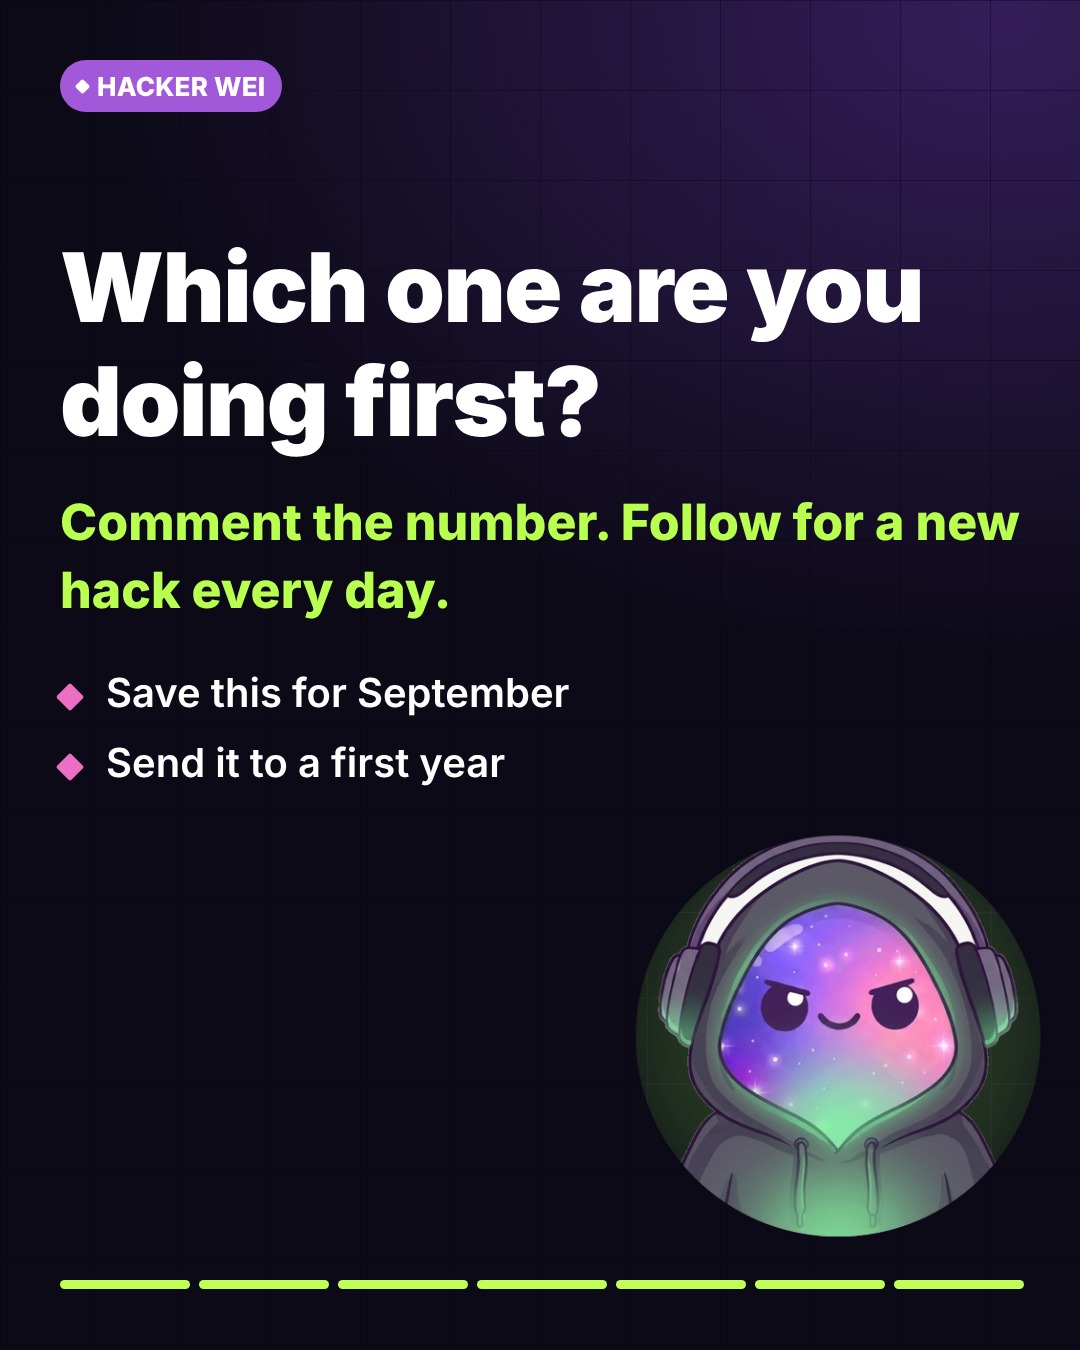 HACKER WEI
Which one are you
doing first?
Comment the number. Follow for a new
hack every day.
Save this for September
Send it to a first year